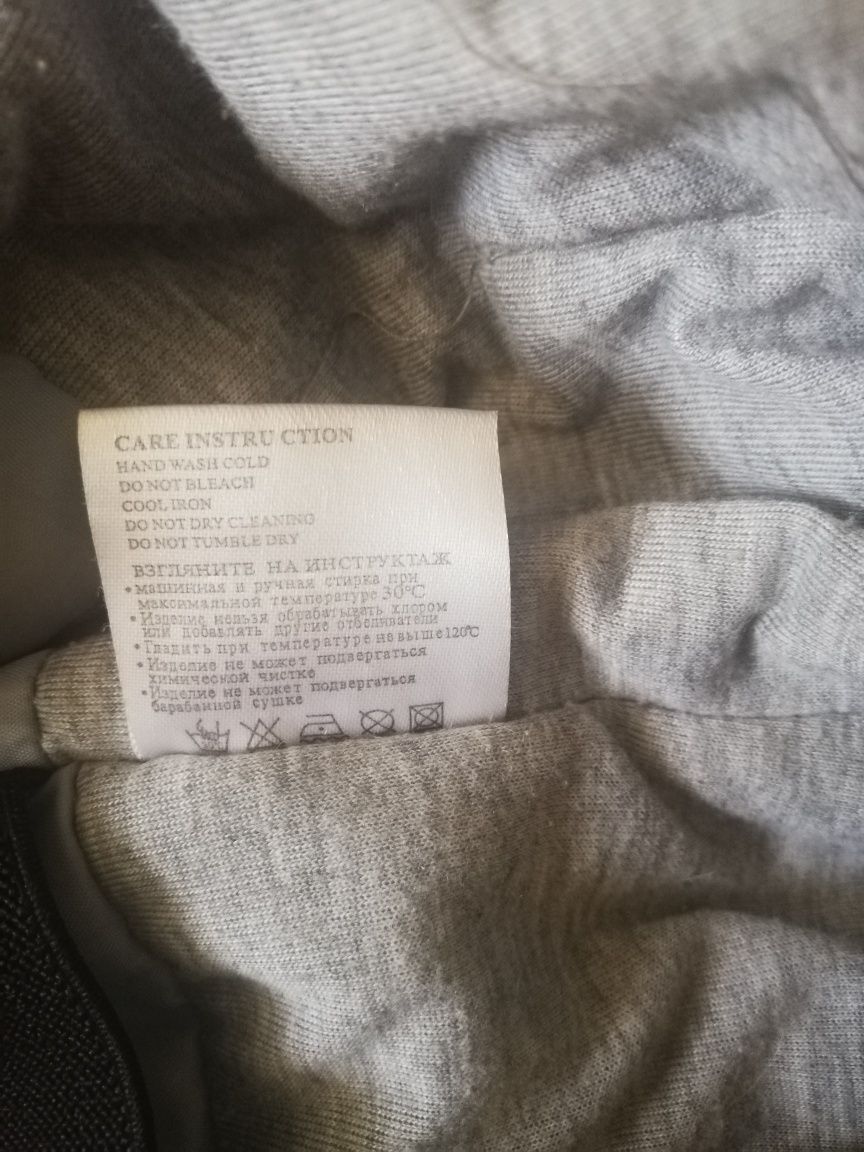 CARE INSTRU CTION
HAND WASH COLD
DO NOT BLEACH
COOL IRON
DO NOT DRY CLEANING
DO NOT TUMBLE DRY
ВЗГЛЯНИТЕ НА ИНСТРУКТАЖ
• машинная и ручная стирка при
максимальной температуре 30°C
• Изделие нельзя обрабатывать хлором
или добавлять другие отбеливатели
• Гладить при температуре не выше 120°C
• Изделие не может подвергаться
химической чистке
• Изделие не может подвергаться
барабанной сушке